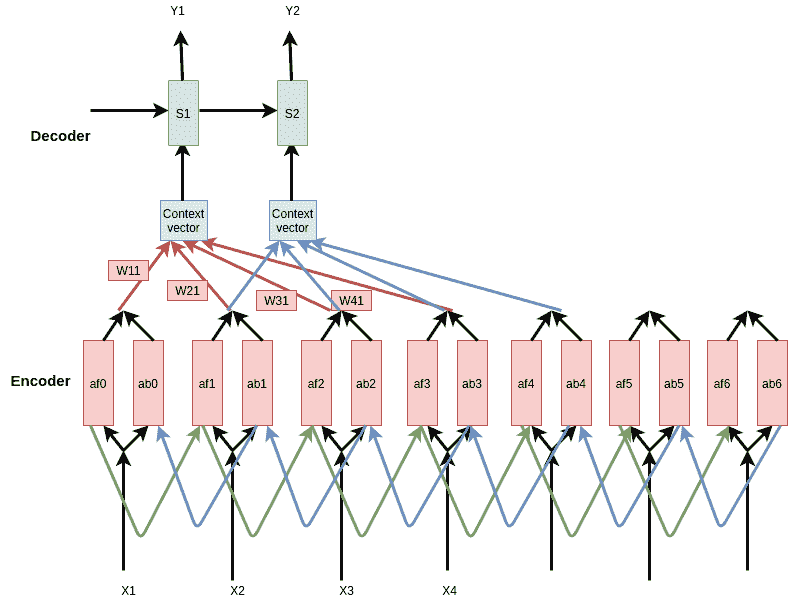 Y1 Y2
S1 S2
Decoder
Context
vector
Context
vector
W11
W21
W31 W41
Encoder
af0 ab0 af1 ab1 af2 ab2 af3 ab3 af4 ab4 af5 ab5 af6 ab6
X1 X2 X3 X4